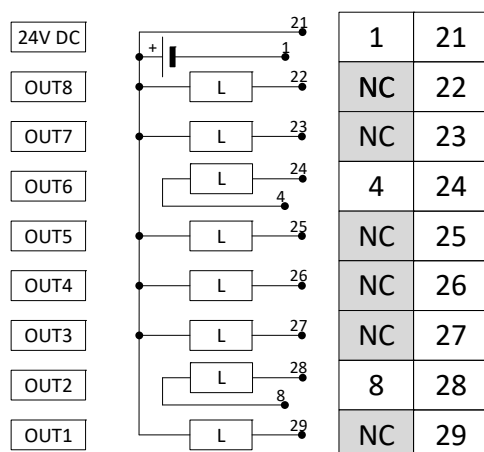 24V DC + 21 1 21
1
OUT8 L 22 NC 22
OUT7 L 23 NC 23
OUT6 L 24 4 24
4
OUT5 L 25 NC 25
OUT4 L 26 NC 26
OUT3 L 27 NC 27
OUT2 L 28 8 28
8
OUT1 L 29 NC 29